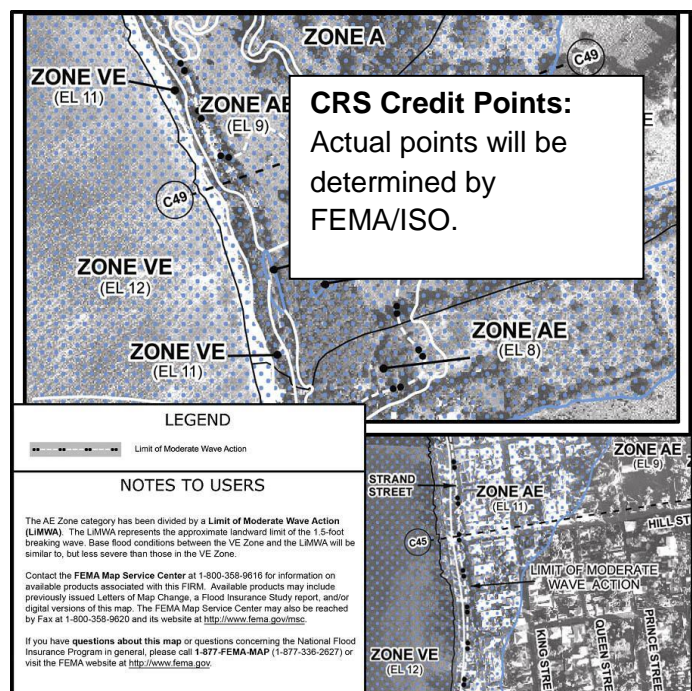 ZONE A
C49
ZONE VE
(EL 11)
ZONE AE
(EL 9)
CRS Credit Points:
Actual points will be
determined by
FEMA/ISO.
E
C49
ZONE VE
(EL 12)
ZONE VE
(EL 11)
ZONE AE
(EL 8)
LEGEND
Limit of Moderate Wave Action
NOTES TO USERS
The AE Zone category has been divided by a Limit of Moderate Wave Action
(LiMWA). The LiMWA represents the approximate landward limit of the 1.5-foot
breaking wave. Base flood conditions between the VE Zone and the LiMWA will be
similar to, but less severe than those in the VE Zone.
Contact the FEMA Map Service Center at 1-800-358-9616 for information on
available products associated with this FIRM. Available products may include
previously issued Letters of Map Change, a Flood Insurance Study report, and/or
digital versions of this map. The FEMA Map Service Center may also be reached
by Fax at 1-800-358-9620 and its website at http://www.fema.gov/msc.
If you have questions about this map or questions concerning the National Flood
Insurance Program in general, please call 1-877-FEMA-MAP (1-877-336-2627) or
visit the FEMA website at http://www.fema.gov.
STRAND
STREET
ZONE AE
(EL 11)
ZONE AE
(EL 9)
C45
HILL ST
LIMIT OF MODERATE
WAVE ACTION
KING STRE
QUEEN STRE
PRINCE STREE
ZONE VE
(EL 12)